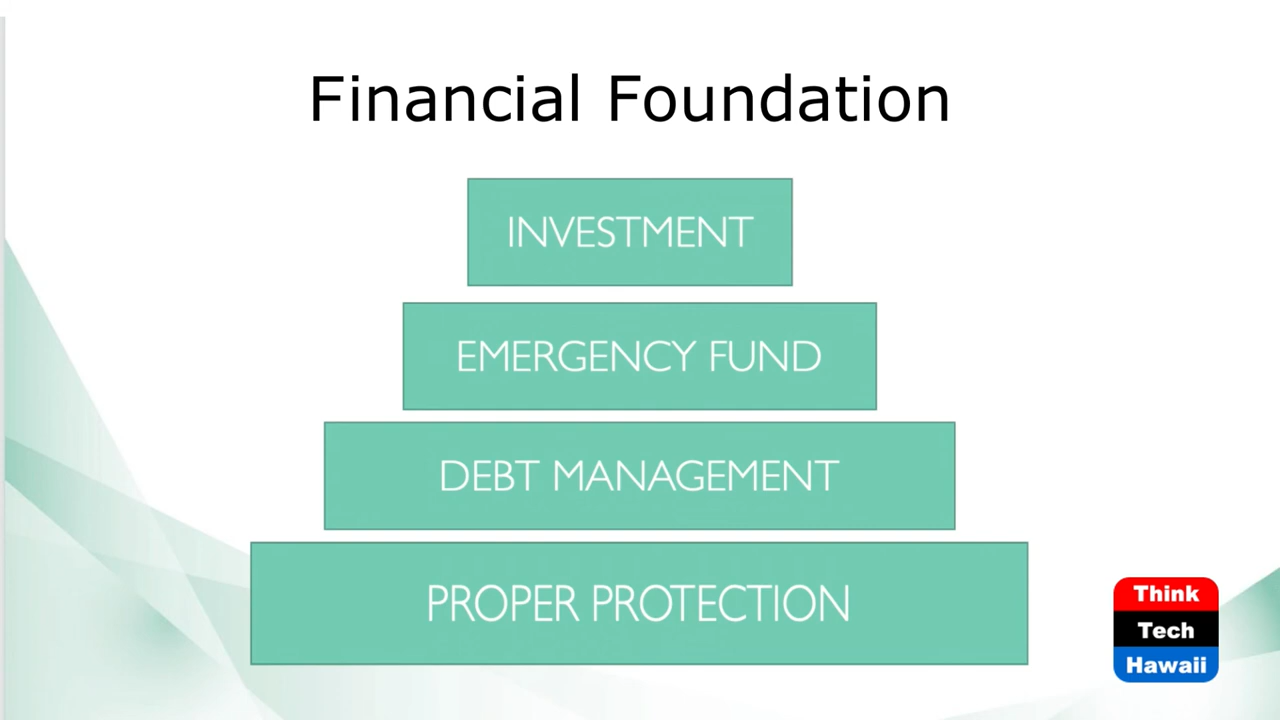 Financial Foundation
INVESTMENT
EMERGENCY FUND
DEBT MANAGEMENT
PROPER PROTECTION
Think
Tech
Hawaii